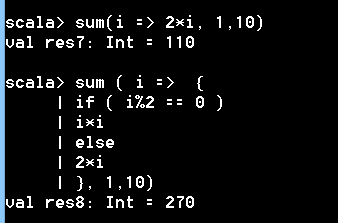 scala> sum(i => 2*i, 1,10)
val res7: Int = 110
scala> sum ( i =>  {
| if ( i%2 == 0 )
| i*i
| else
| 2*i
| }, 1,10)
val res8: Int = 270